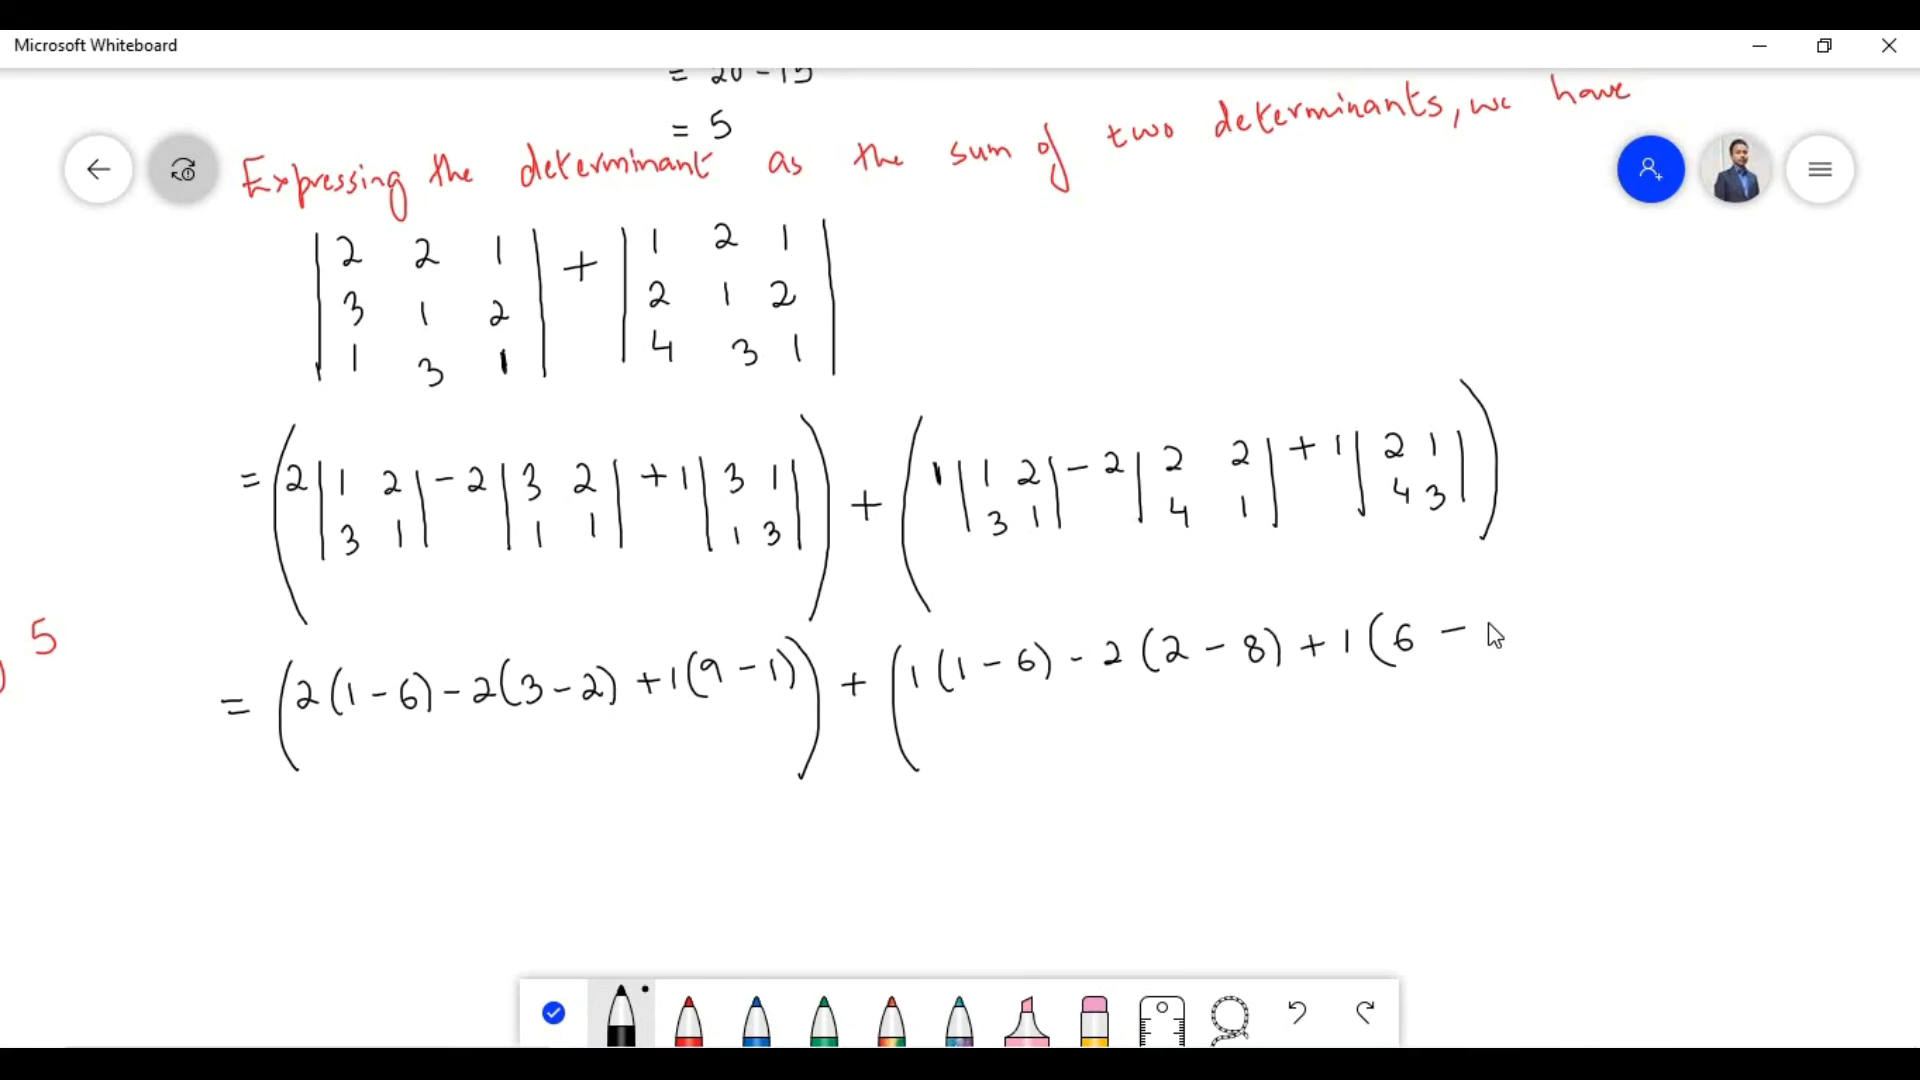 Microsoft Whiteboard
= 20 - 15
= 5
Expressing the determinant as the sum of two determinants, we have
| 2 2 1 | + | 1 2 1 |
| 3 1 2 | | 2 1 2 |
| 1 3 1 | | 4 3 1 |
= ( 2 | 1 2 | - 2 | 3 2 | + 1 | 3 1 | ) + ( 1 | 1 2 | - 2 | 2 2 | + 1 | 2 1 | )
| 3 1 | | 1 1 | | 1 3 | | 3 1 | | 4 1 | | 4 3 |
5
= ( 2 ( 1 - 6 ) - 2 ( 3 - 2 ) + 1 ( 9 - 1 ) ) + ( 1 ( 1 - 6 ) - 2 ( 2 - 8 ) + 1 ( 6 -